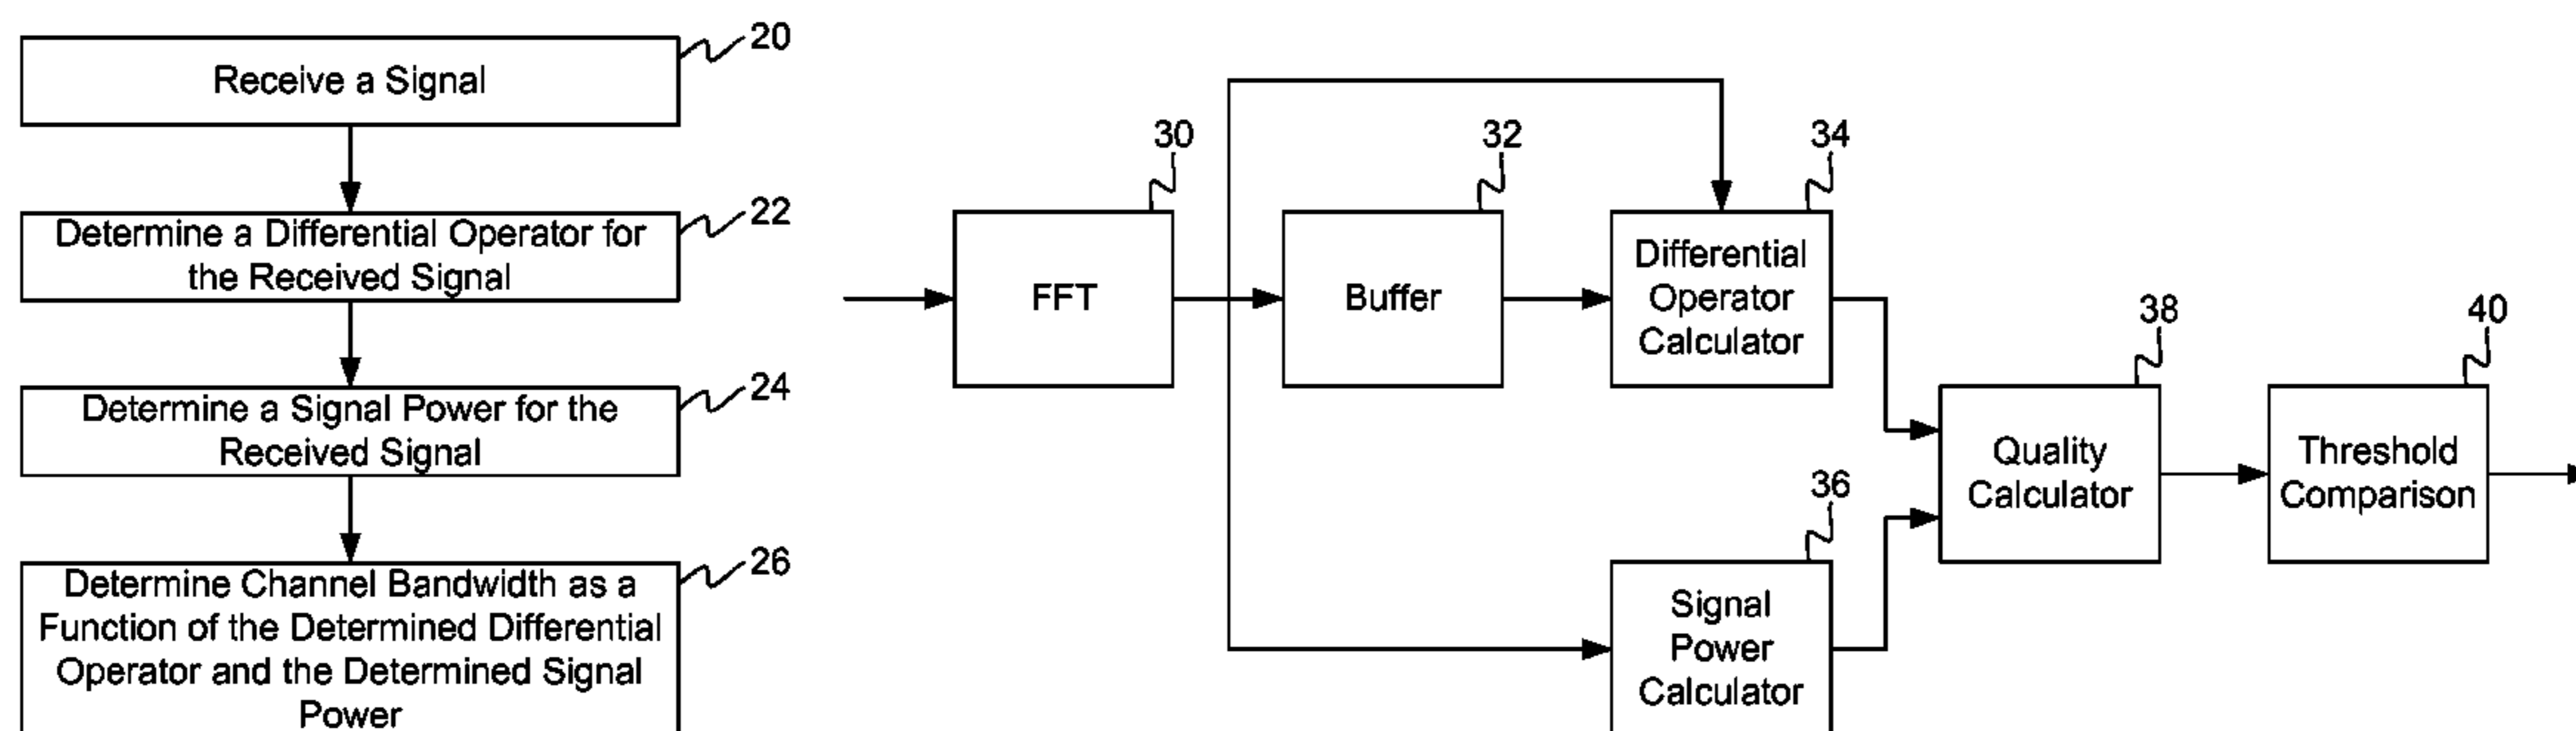 20
Receive a Signal
22
Determine a Differential Operator for
the Received Signal
24
Determine a Signal Power for the
Received Signal
26
Determine Channel Bandwidth as a
Function of the Determined Differential
Operator and the Determined Signal
Power
30
FFT
32
Buffer
34
Differential
Operator
Calculator
36
Signal
Power
Calculator
38
Quality
Calculator
40
Threshold
Comparison